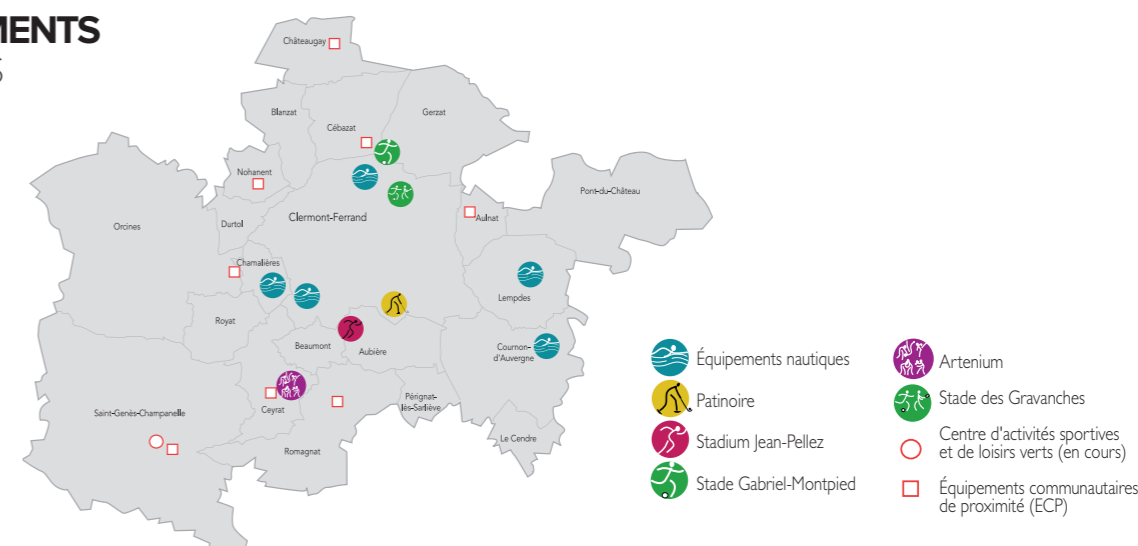 MENTS
Châteaugay
Blanzat
Cébazat
Gerzat
Nohanent
Pont-du-Château
Orcines
Durtol
Clermont-Ferrand
Aulnat
Chamalières
Lempdes
Royat
Beaumont
Aubière
Cournon-
d'Auvergne
Saint-Genès-Champanelle
Ceyrat
Pérignat-
lès-Sarliève
Romagnat
Le Cendre
Équipements nautiques
Patinoire
Stadium Jean-Pellez
Stade Gabriel-Montpied
Artenium
Stade des Gravanches
Centre d'activités sportives
et de loisirs verts (en cours)
Équipements communautaires
de proximité (ECP)